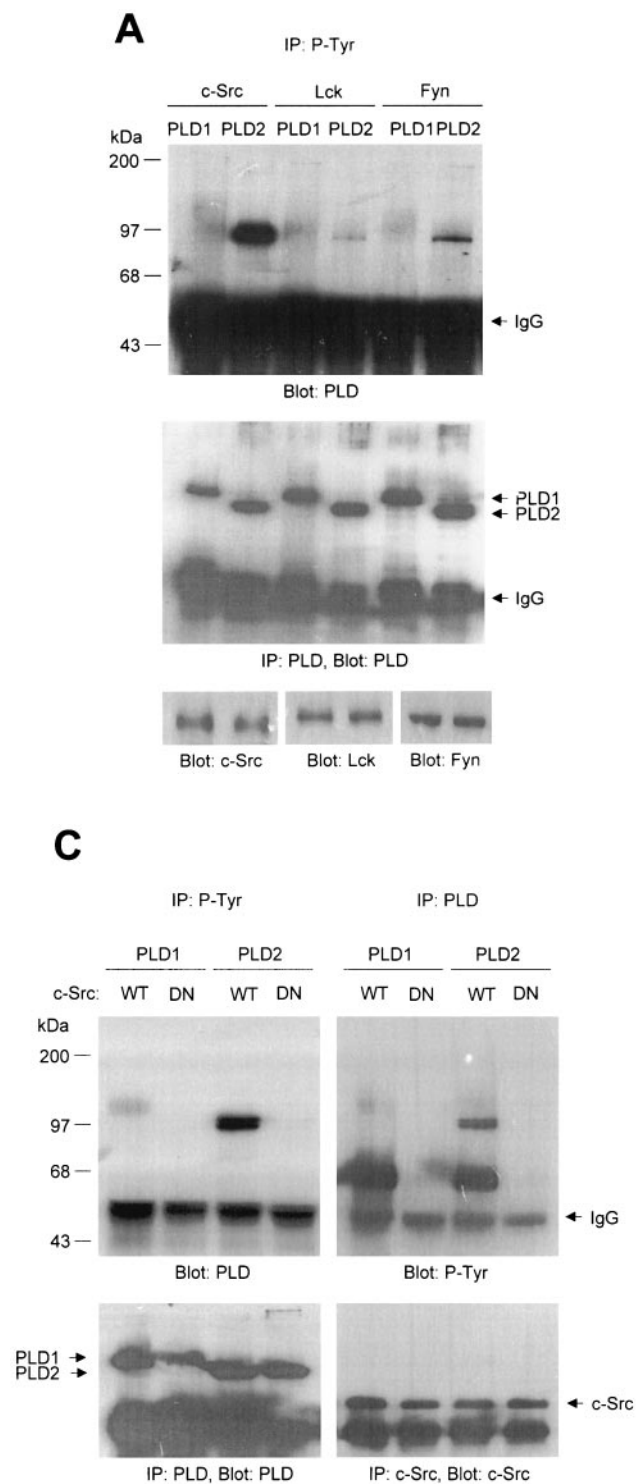 A
IP: P-Tyr
c-Src Lck Fyn
PLD1 PLD2 PLD1 PLD2 PLD1 PLD2
kDa
200
97
68
43
IgG
Blot: PLD
PLD1
PLD2
IgG
IP: PLD, Blot: PLD
Blot: c-Src Blot: Lck Blot: Fyn
C
IP: P-Tyr IP: PLD
PLD1 PLD2 PLD1 PLD2
c-Src: WT DN WT DN WT DN WT DN
kDa
200
97
68
43
IgG
Blot: PLD Blot: P-Tyr
PLD1
PLD2
c-Src
IP: PLD, Blot: PLD IP: c-Src, Blot: c-Src